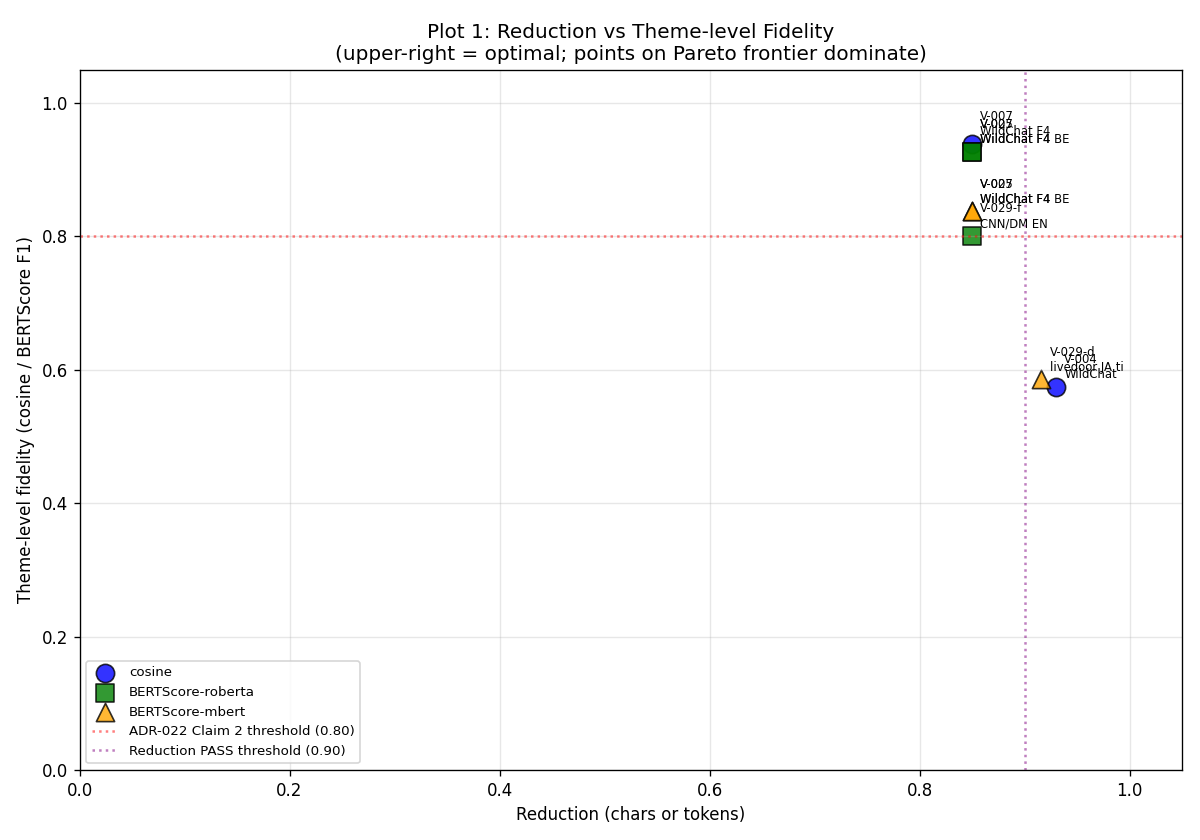 Plot 1: Reduction vs Theme-level Fidelity
(upper-right = optimal; points on Pareto frontier dominate)
Theme-level fidelity (cosine / BERTScore F1)
1.0
0.8
0.6
0.4
0.2
0.0
V-007
WildChat F4
WildChat F4 BE
WildChat F4 BE
V-029-f
CNN/DM EN
V-029-d
livedoor JA ti
V-004
WildChat
cosine
BERTScore-roberta
BERTScore-mbert
ADR-022 Claim 2 threshold (0.80)
Reduction PASS threshold (0.90)
0.0
0.2
0.4
0.6
0.8
1.0
Reduction (chars or tokens)